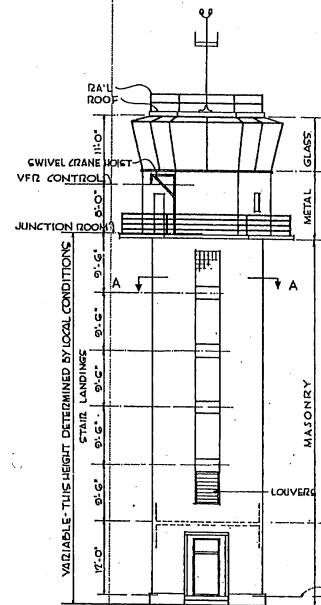 RAIL
ROOF
11'-0"
SWIVEL CRANE HOIST
VFR CONTROL
8'-0"
JUNCTION ROOM
GLASS
METAL
MASONRY
A
A
9'-6"
9'-6"
9'-6"
9'-6"
9'-6"
12'-0"
STAIR LANDINGS
VARIABLE - THIS HEIGHT DETERMINED BY LOCAL CONDITIONS
LOUVERS